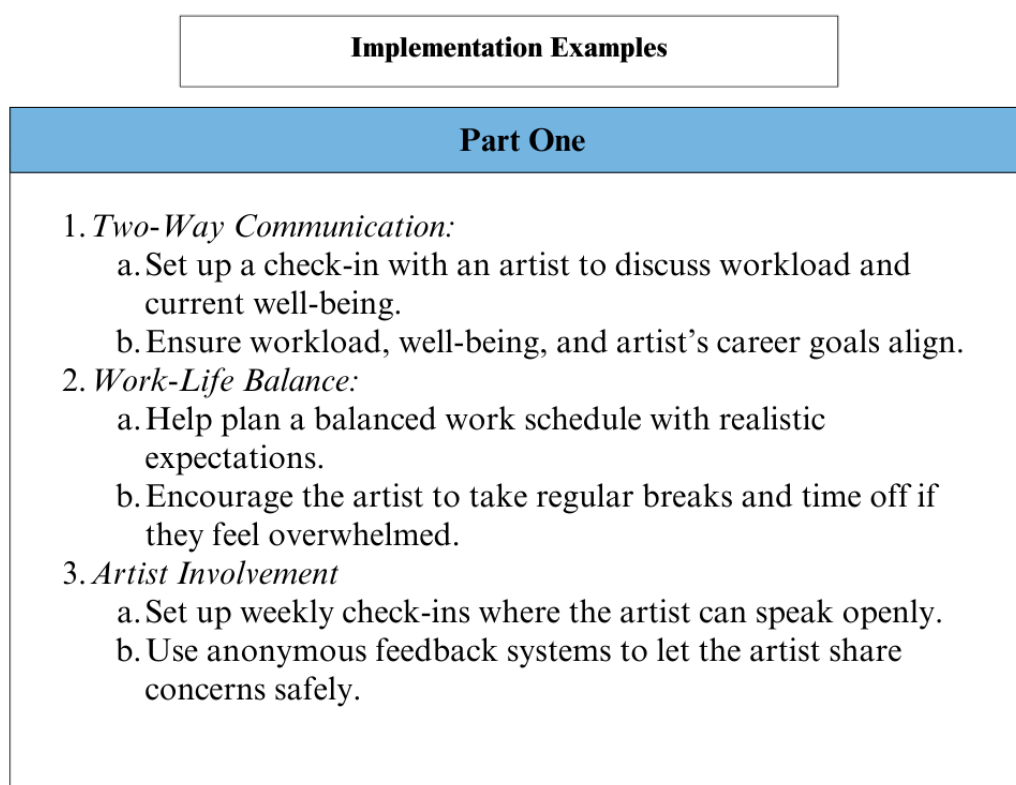 Implementation Examples
Part One
1. Two-Way Communication:
a. Set up a check-in with an artist to discuss workload and
current well-being.
b. Ensure workload, well-being, and artist’s career goals align.
2. Work-Life Balance:
a. Help plan a balanced work schedule with realistic
expectations.
b. Encourage the artist to take regular breaks and time off if
they feel overwhelmed.
3. Artist Involvement
a. Set up weekly check-ins where the artist can speak openly.
b. Use anonymous feedback systems to let the artist share
concerns safely.